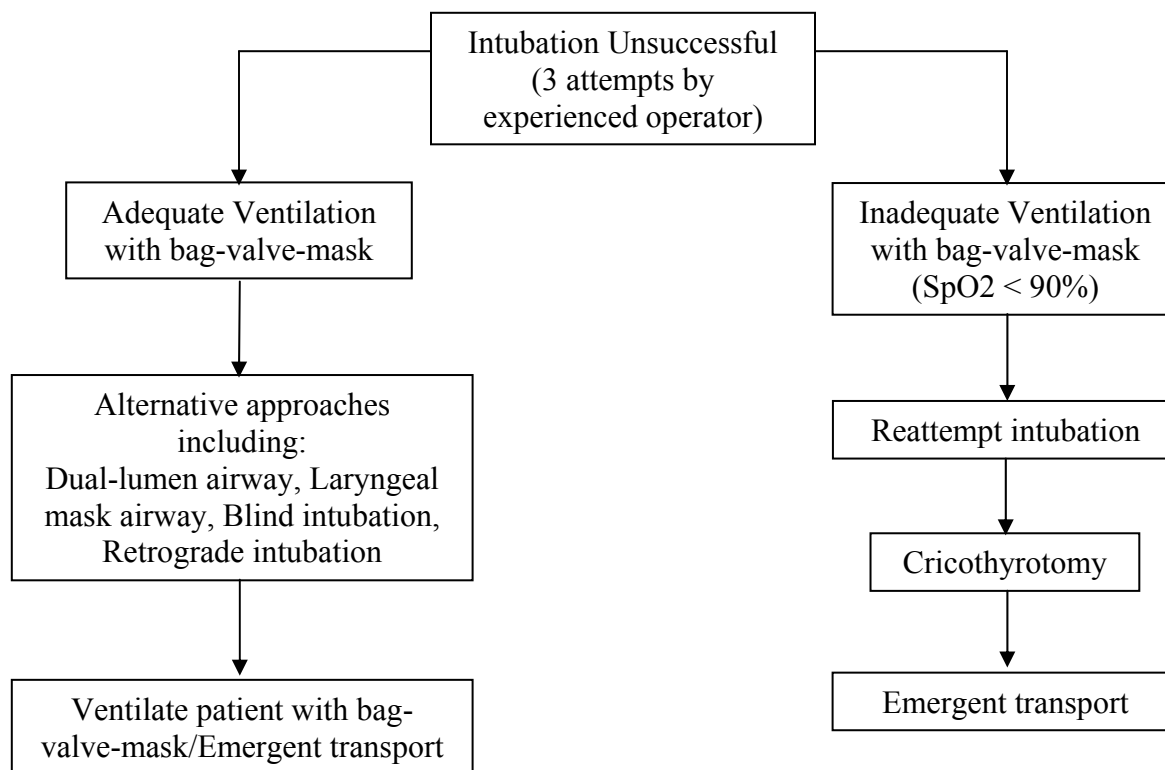 Intubation Unsuccessful
(3 attempts by
experienced operator)
Adequate Ventilation
with bag-valve-mask
Inadequate Ventilation
with bag-valve-mask
(SpO2 < 90%)
Alternative approaches
including:
Dual-lumen airway, Laryngeal
mask airway, Blind intubation,
Retrograde intubation
Reattempt intubation
Cricothyrotomy
Ventilate patient with bag-
valve-mask/Emergent transport
Emergent transport